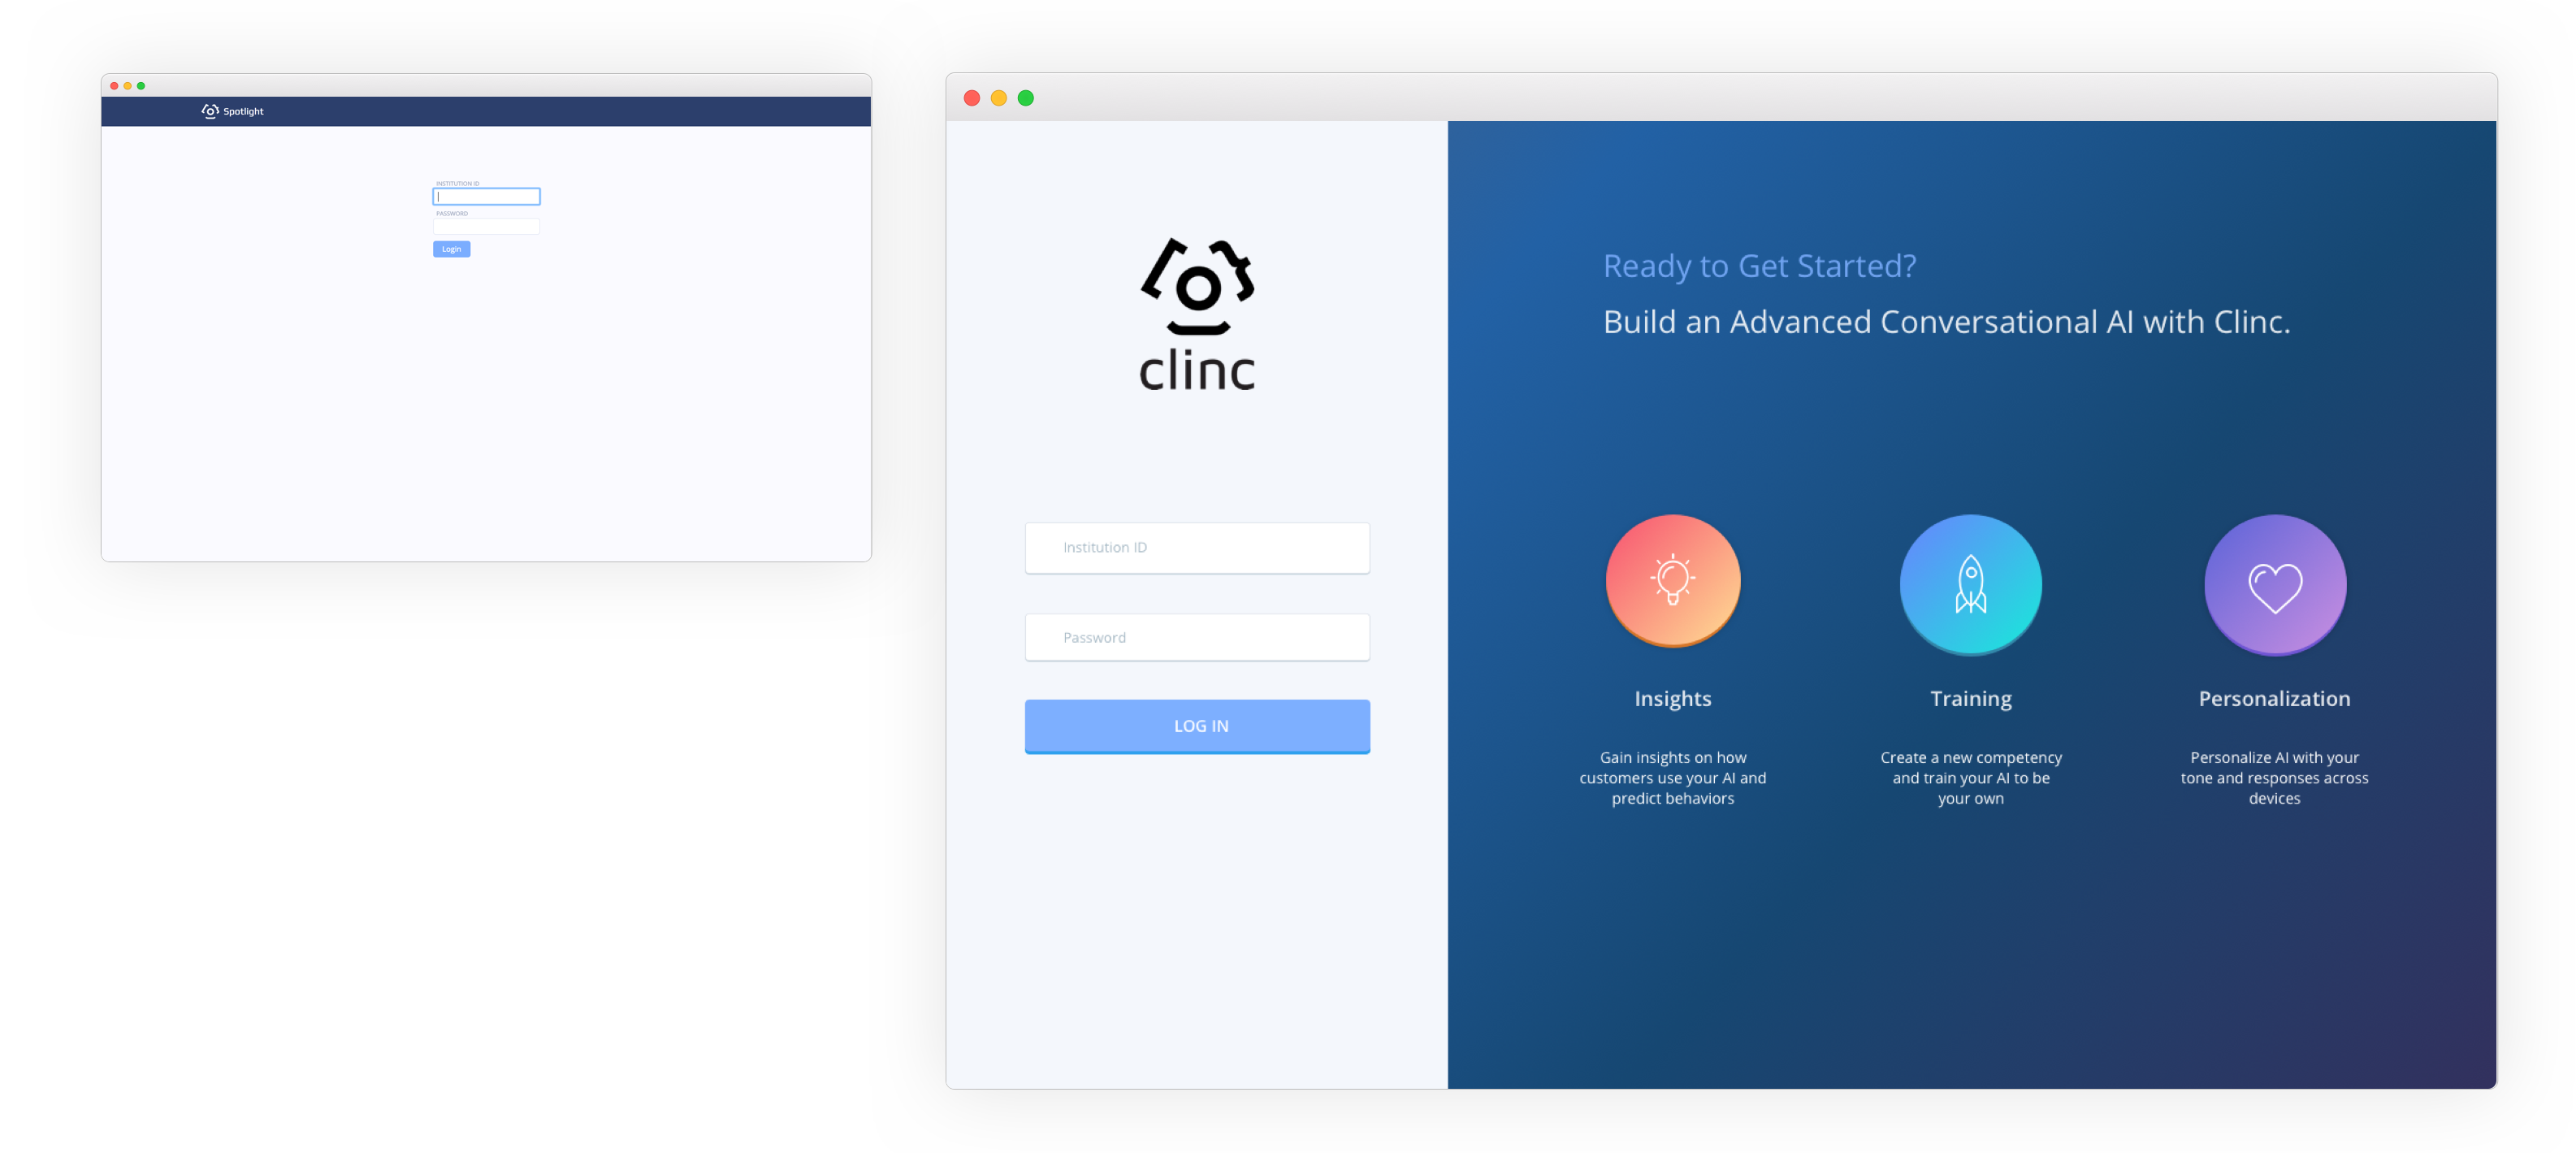 Spotlight
INSTITUTION ID
PASSWORD
Login
clinc
Institution ID
Password
LOG IN
Ready to Get Started?
Build an Advanced Conversational AI with Clinc.
Insights
Gain insights on how
customers use your AI and
predict behaviors
Training
Create a new competency
and train your AI to be
your own
Personalization
Personalize AI with your
tone and responses across
devices